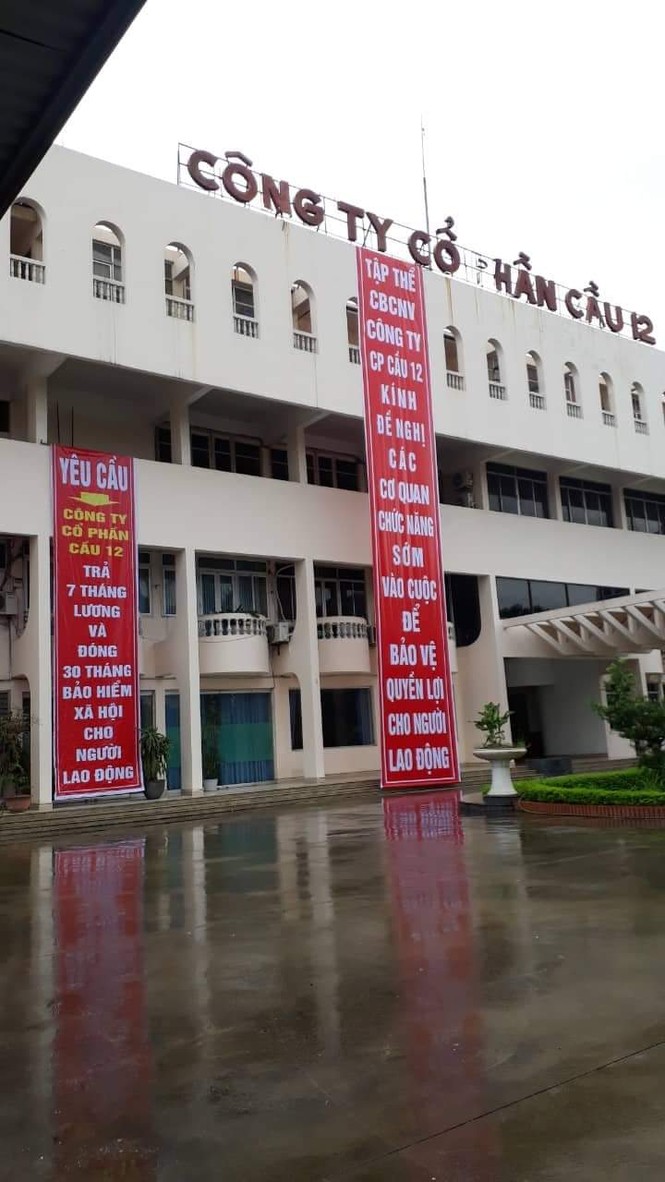 CÔNG TY CỔ PHẦN CẦU 12
YÊU CẦU
CÔNG TY
CỔ PHẦN
CẦU 12
TRẢ
7 THÁNG
LƯƠNG
VÀ
ĐÓNG
30 THÁNG
BẢO HIỂM
XÃ HỘI
CHO
NGƯỜI
LAO ĐỘNG
TẬP THỂ
CBCNV
CÔNG TY
CP CẦU 12
KÍNH
ĐỀ NGHỊ
CÁC
CƠ QUAN
CHỨC NĂNG
SỚM
VÀO CUỘC
ĐỂ
BẢO VỆ
QUYỀN LỢI
CHO NGƯỜI
LAO ĐỘNG